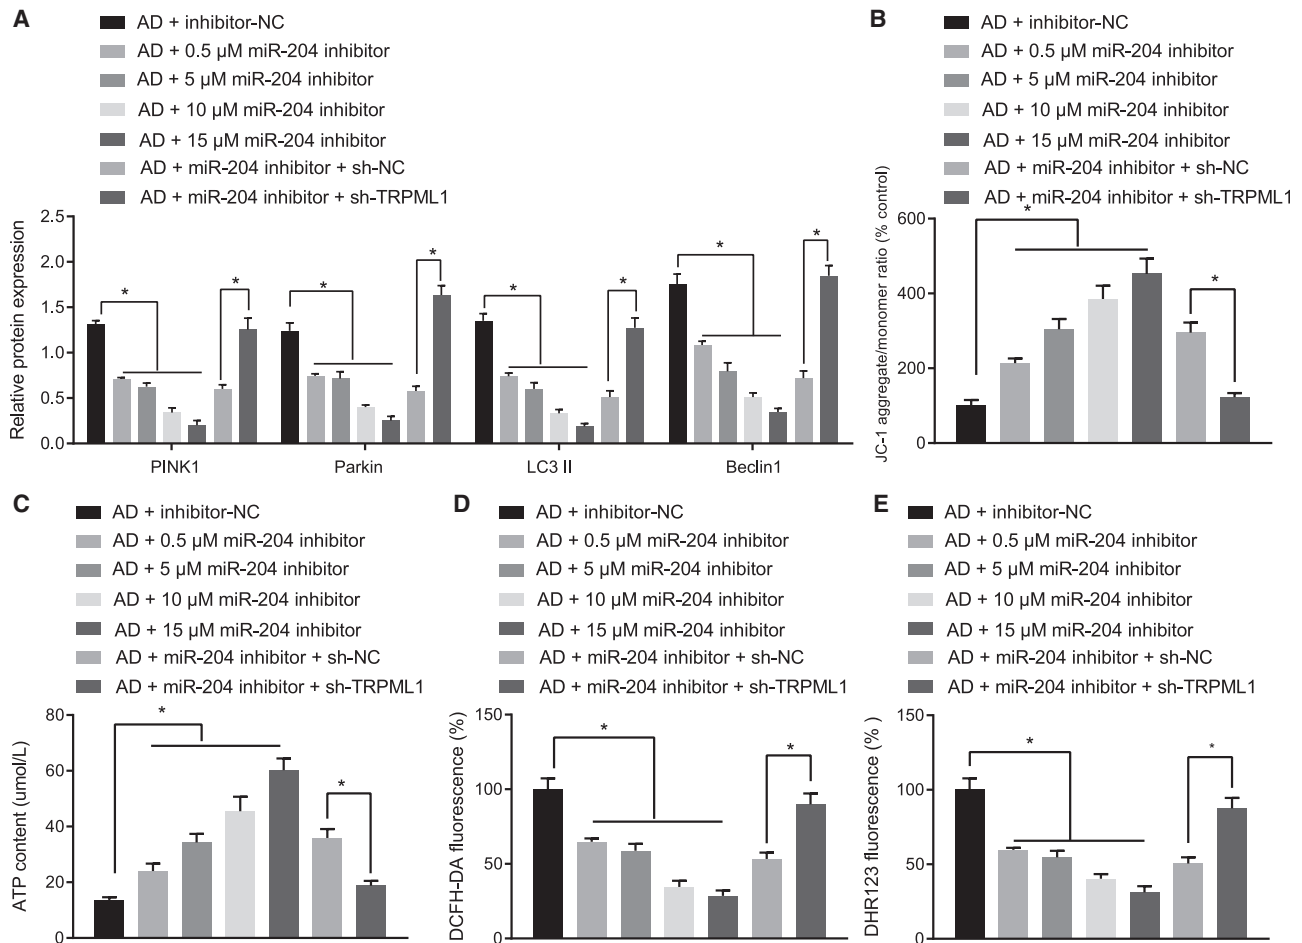 A
AD + inhibitor-NC
AD + 0.5 µM miR-204 inhibitor
AD + 5 µM miR-204 inhibitor
AD + 10 µM miR-204 inhibitor
AD + 15 µM miR-204 inhibitor
AD + miR-204 inhibitor + sh-NC
AD + miR-204 inhibitor + sh-TRPML1
Relative protein expression
2.5
2.0
1.5
1.0
0.5
0.0
* * * * * * * *
PINK1 Parkin LC3 II Beclin1
B
AD + inhibitor-NC
AD + 0.5 µM miR-204 inhibitor
AD + 5 µM miR-204 inhibitor
AD + 10 µM miR-204 inhibitor
AD + 15 µM miR-204 inhibitor
AD + miR-204 inhibitor + sh-NC
AD + miR-204 inhibitor + sh-TRPML1
JC-1 aggregate/monomer ratio (% control)
600
400
200
0
* *
C
AD + inhibitor-NC
AD + 0.5 µM miR-204 inhibitor
AD + 5 µM miR-204 inhibitor
AD + 10 µM miR-204 inhibitor
AD + 15 µM miR-204 inhibitor
AD + miR-204 inhibitor + sh-NC
AD + miR-204 inhibitor + sh-TRPML1
ATP content (umol/L)
80
60
40
20
0
* *
D
AD + inhibitor-NC
AD + 0.5 µM miR-204 inhibitor
AD + 5 µM miR-204 inhibitor
AD + 10 µM miR-204 inhibitor
AD + 15 µM miR-204 inhibitor
AD + miR-204 inhibitor + sh-NC
AD + miR-204 inhibitor + sh-TRPML1
DCFH-DA fluorescence (%)
150
100
50
0
* *
E
AD + inhibitor-NC
AD + 0.5 µM miR-204 inhibitor
AD + 5 µM miR-204 inhibitor
AD + 10 µM miR-204 inhibitor
AD + 15 µM miR-204 inhibitor
AD + miR-204 inhibitor + sh-NC
AD + miR-204 inhibitor + sh-TRPML1
DHR123 fluorescence (% )
150
100
50
0
* *